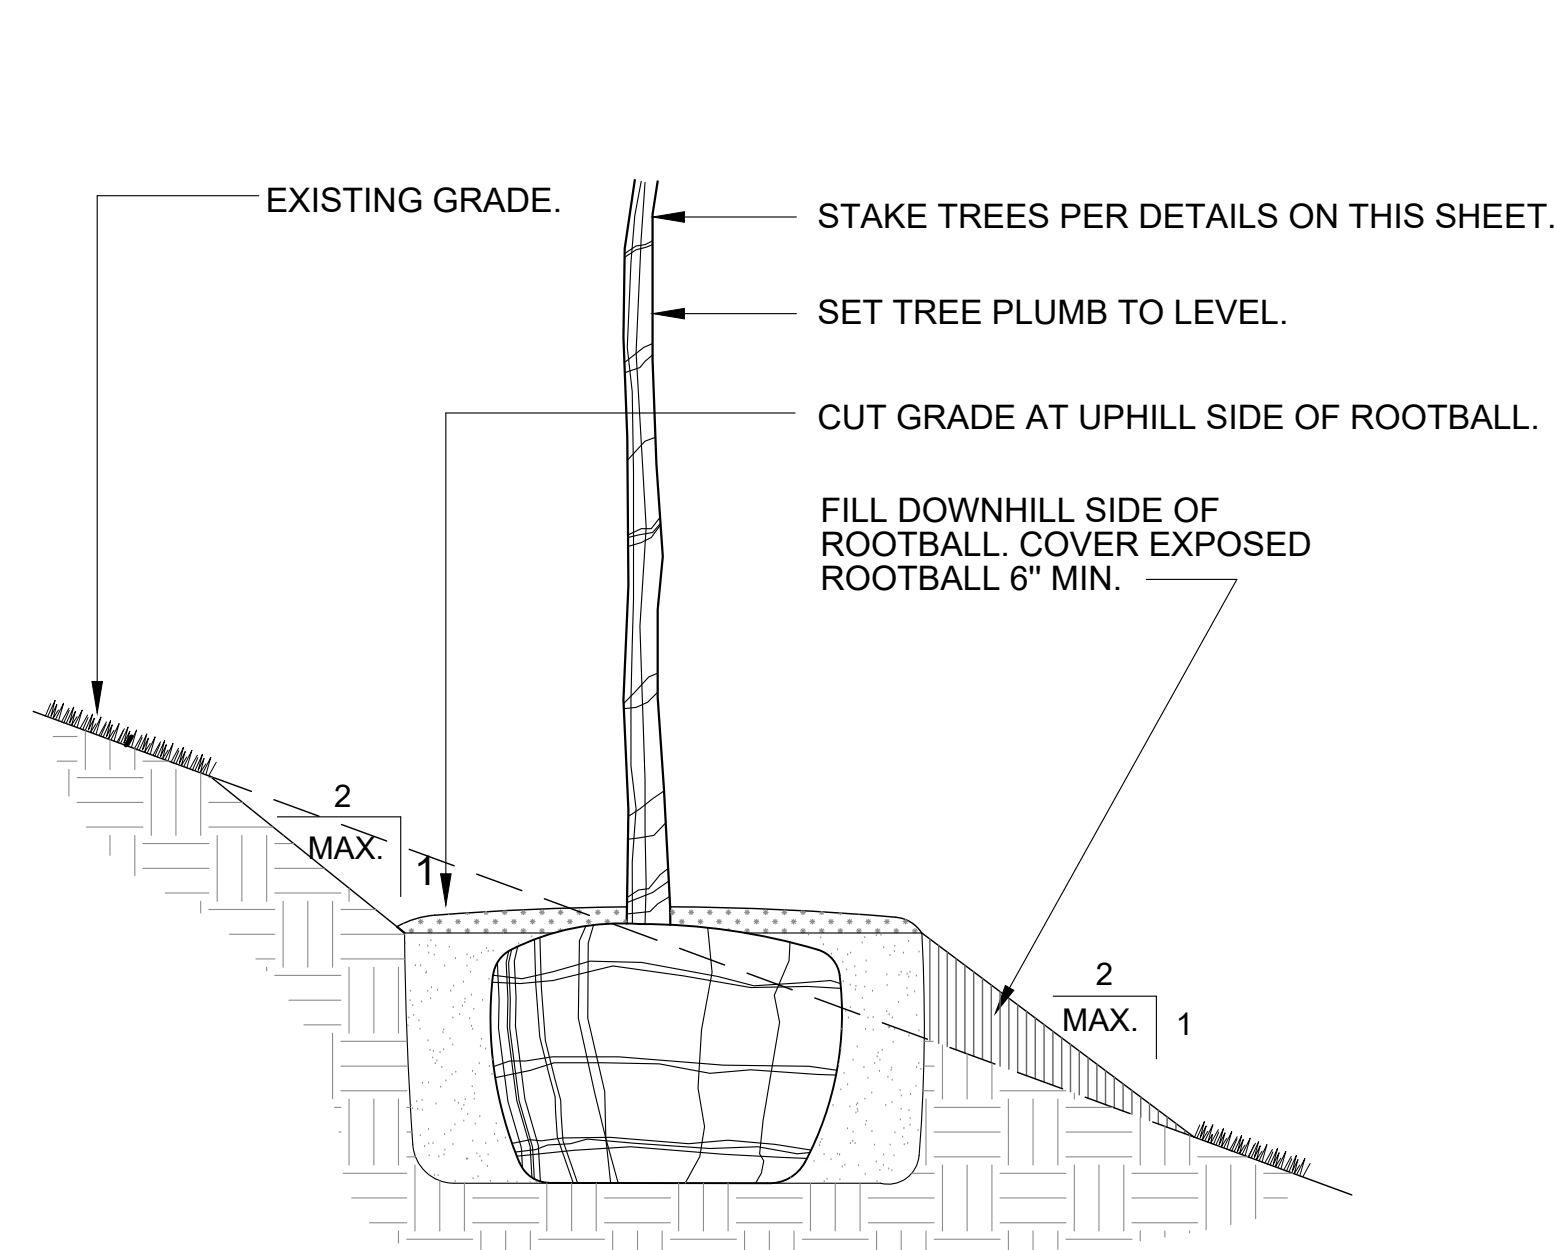 EXISTING GRADE.
STAKE TREES PER DETAILS ON THIS SHEET.
SET TREE PLUMB TO LEVEL.
CUT GRADE AT UPHILL SIDE OF ROOTBALL.
FILL DOWNHILL SIDE OF
ROOTBALL. COVER EXPOSED
ROOTBALL 6" MIN.
2
MAX.
1
2
MAX.
1